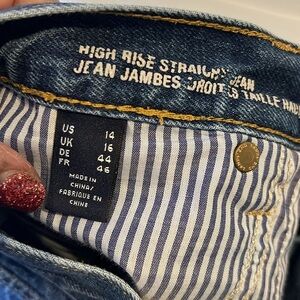 HIGH RISE STRAIGHT JEAN
JEAN JAMBES DROITES TAILLE HAU
US 14
UK 16
DE 44
FR 46
MADE IN
CHINA/
FABRIQUÉ EN
CHINE